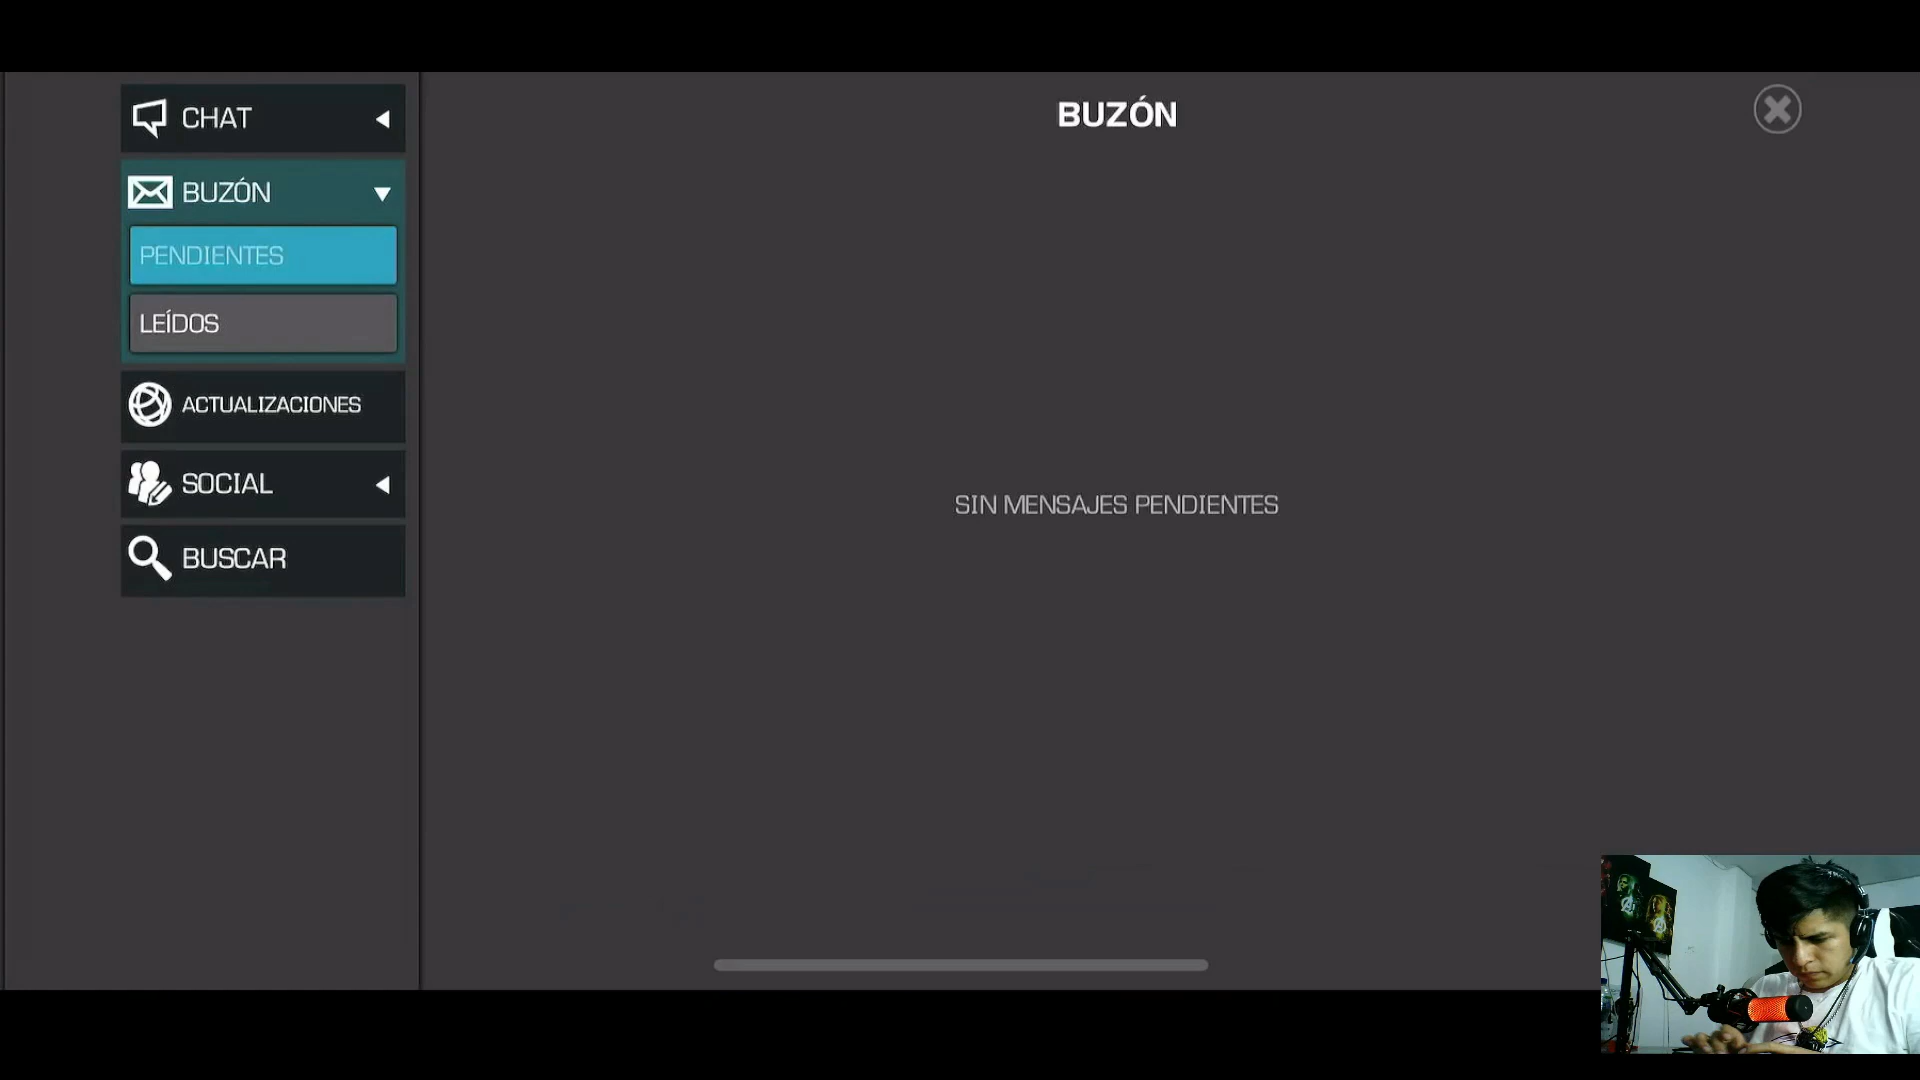 CHAT
BUZÓN
PENDIENTES
LEÍDOS
ACTUALIZACIONES
SOCIAL
BUSCAR
BUZÓN
SIN MENSAJES PENDIENTES